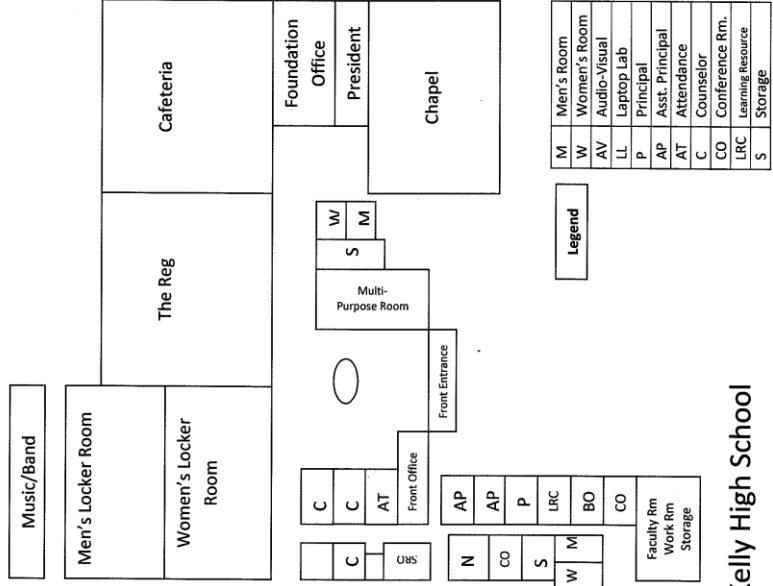 Music/Band
Men's Locker Room
Women's Locker
Room
The Reg
Cafeteria
Foundation
Office
President
Chapel
W
M
S
Multi-
Purpose Room
Front Entrance
C
C
AT
Front Office
C
SRO
AP
AP
P
LRC
BO
CO
Faculty Rm
Work Rm
Storage
N
CO
S
W
M
Legend
M Men's Room
W Women's Room
AV Audio-Visual
LL Laptop Lab
P Principal
AP Asst. Principal
AT Attendance
C Counselor
CO Conference Rm.
LRC Learning Resource
S Storage
Kelly High School